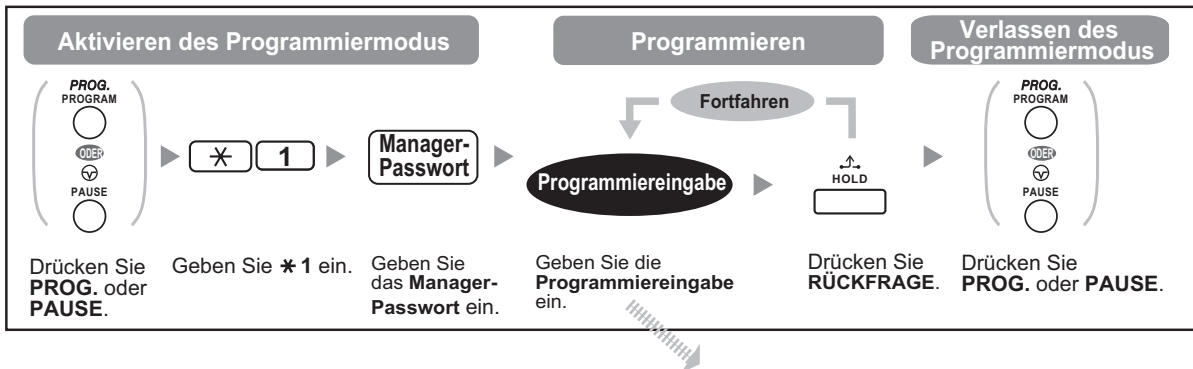 Aktivieren des Programmiermodus
Programmieren
Verlassen des
Programmiermodus
PROG.
PROGRAM
ODER
PAUSE
✳ 1
Manager-
Passwort
Fortfahren
Programmiereingabe
HOLD
PROG.
PROGRAM
ODER
PAUSE
Drücken Sie
PROG. oder
PAUSE.
Geben Sie ✳ 1 ein.
Geben Sie
das Manager-
Passwort ein.
Geben Sie die
Programmiereingabe
ein.
Drücken Sie
RÜCKFRAGE.
Drücken Sie
PROG. oder PAUSE.